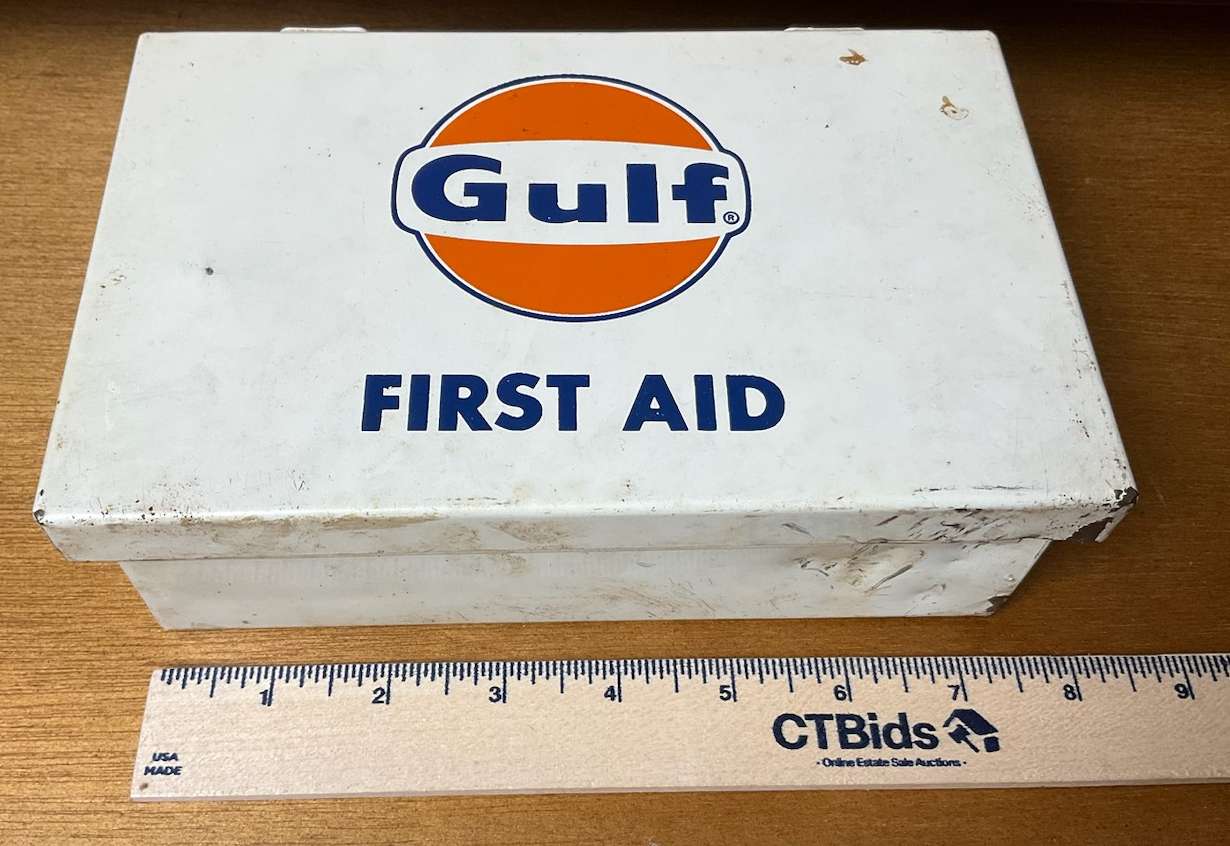 Gulf®
FIRST AID
1 2 3 4 5 6 7 8 9
CTBids
· Online Estate Sale Auctions ·
USA
MADE